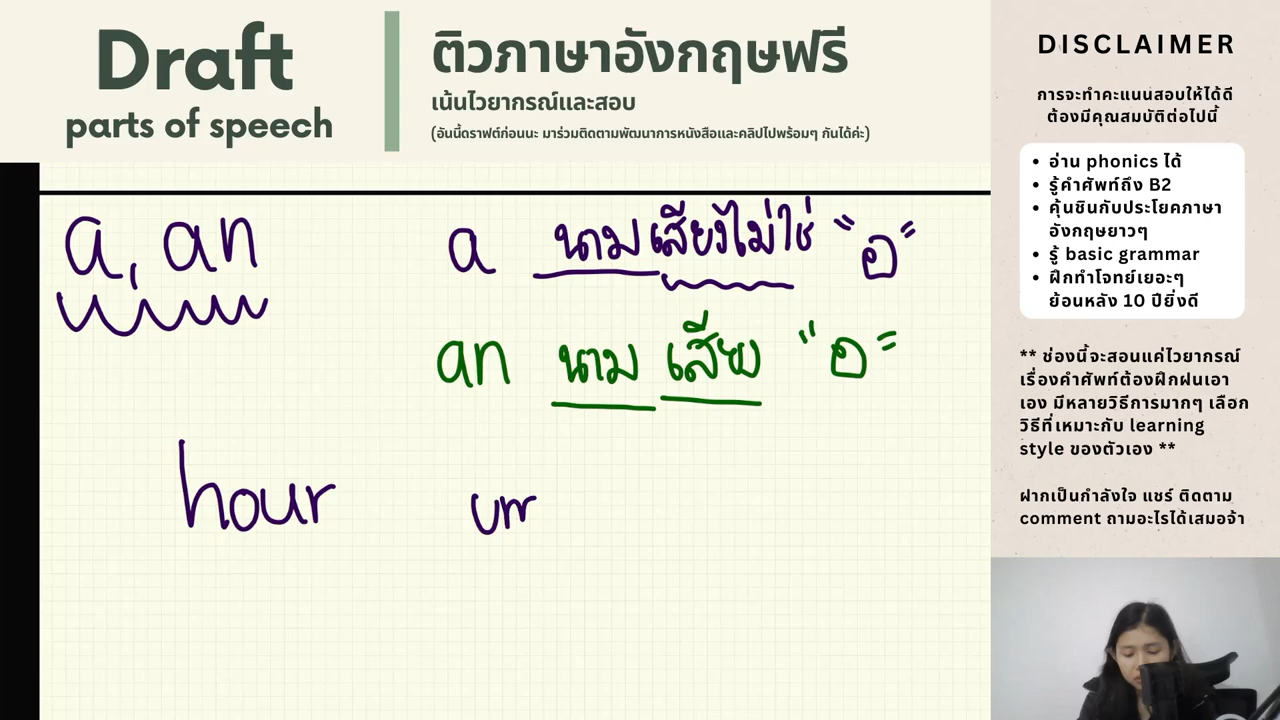 Draft
parts of speech
ติวภาษาอังกฤษฟรี
เน้นไวยากรณ์และสอบ
(อันนี้ดราฟต์ก่อนนะ มาร่วมติดตามพัฒนาการหนังสือและคลิปไปพร้อมๆ กันได้ค่ะ)
a, an
a นามเสียงไม่ใช่ "อ"
an นาม เสียง "อ"
hour
DISCLAIMER
การจะทำคะแนนสอบให้ได้ดี
ต้องมีคุณสมบัติต่อไปนี้
• อ่าน phonics ได้
• รู้คำศัพท์ถึง B2
• คุ้นชินกับประโยคภาษา
อังกฤษยาวๆ
• รู้ basic grammar
• ฝึกทำโจทย์เยอะๆ
ย้อนหลัง 10 ปียิ่งดี
** ช่องนี้จะสอนแค่ไวยากรณ์
เรื่องคำศัพท์ต้องฝึกฝนเอา
เอง มีหลายวิธีการมากๆ เลือก
วิธีที่เหมาะกับ learning
style ของตัวเอง **
ฝากเป็นกำลังใจ แชร์ ติดตาม
comment ถามอะไรได้เสมอจ้า